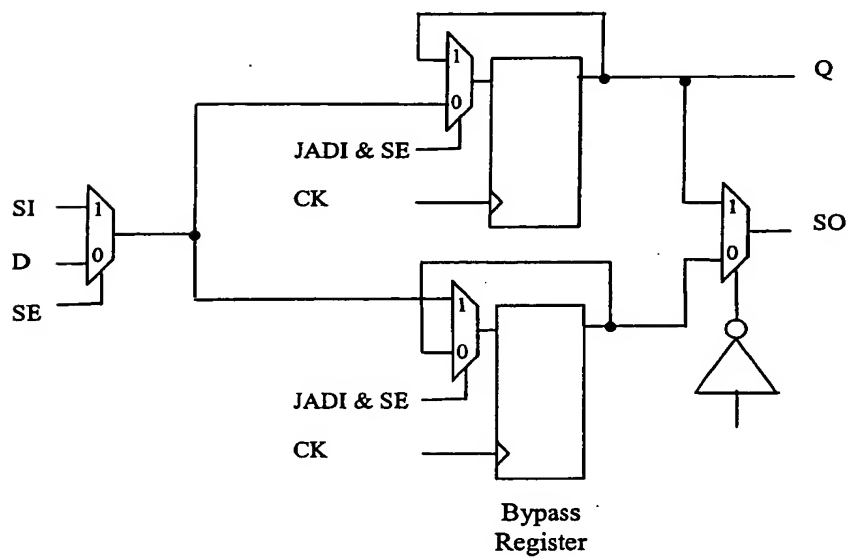 1
Q
0
JADI & SE
CK
SI
1
1
SO
D
0
0
SE
1
0
JADI & SE
CK
Bypass
Register